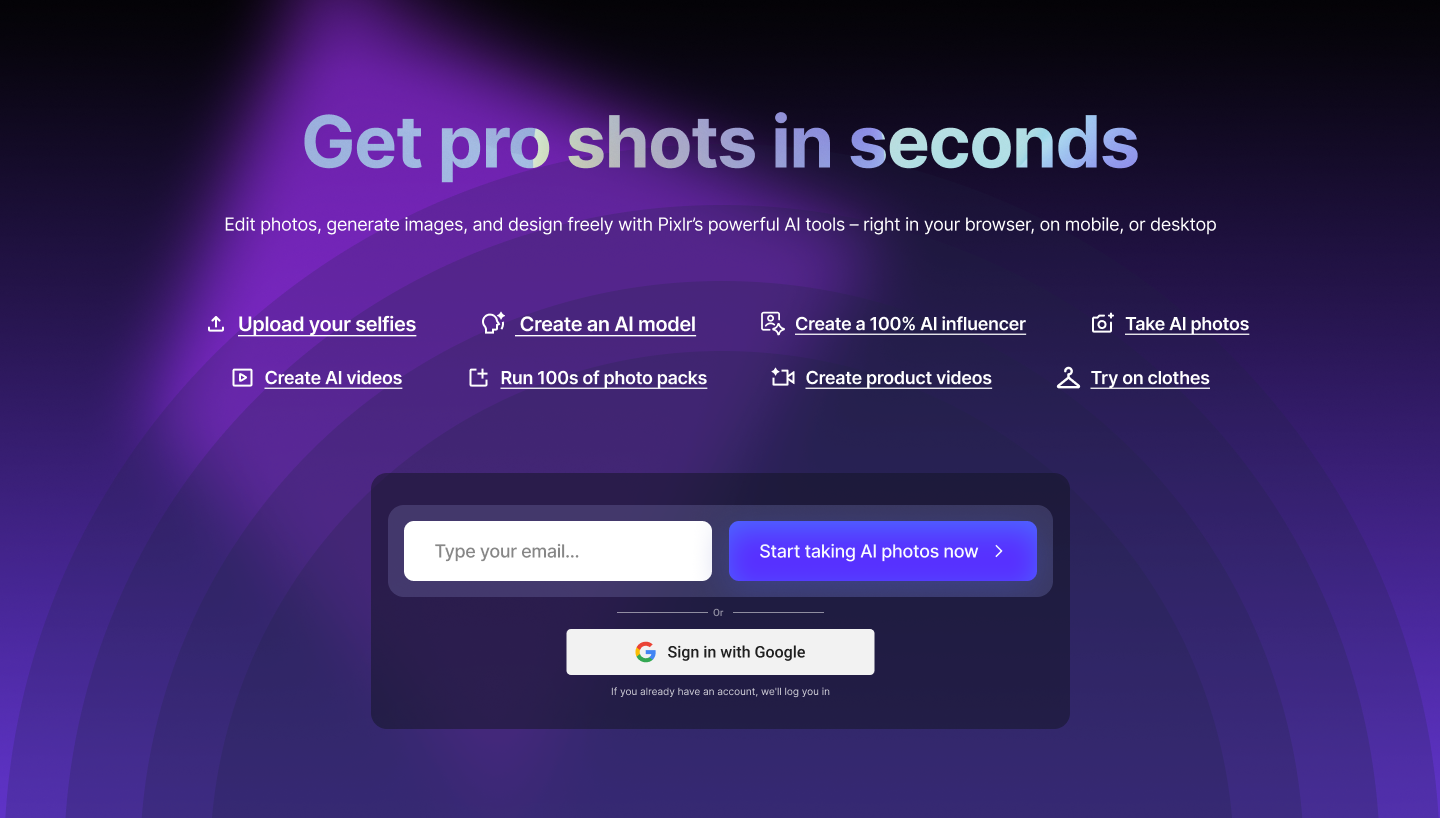 Get pro shots in seconds
Edit photos, generate images, and design freely with Pixlr’s powerful AI tools – right in your browser, on mobile, or desktop
Upload your selfies
Create an AI model
Create a 100% AI influencer
Take AI photos
Create AI videos
Run 100s of photo packs
Create product videos
Try on clothes
Type your email...
Start taking AI photos now
Or
Sign in with Google
If you already have an account, we'll log you in